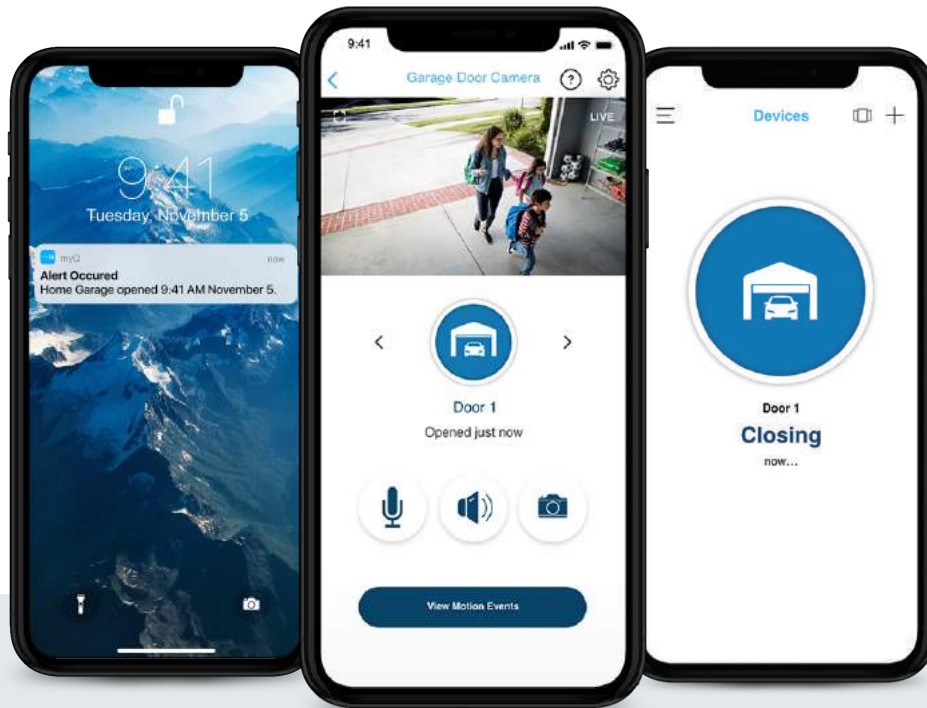 9:41
Tuesday, November 5
myQ
now
Alert Occured
Home Garage opened 9:41 AM November 5.
9:41
Garage Door Camera
?
LIVE
Door 1
Opened just now
View Motion Events
Devices
Door 1
Closing
now...